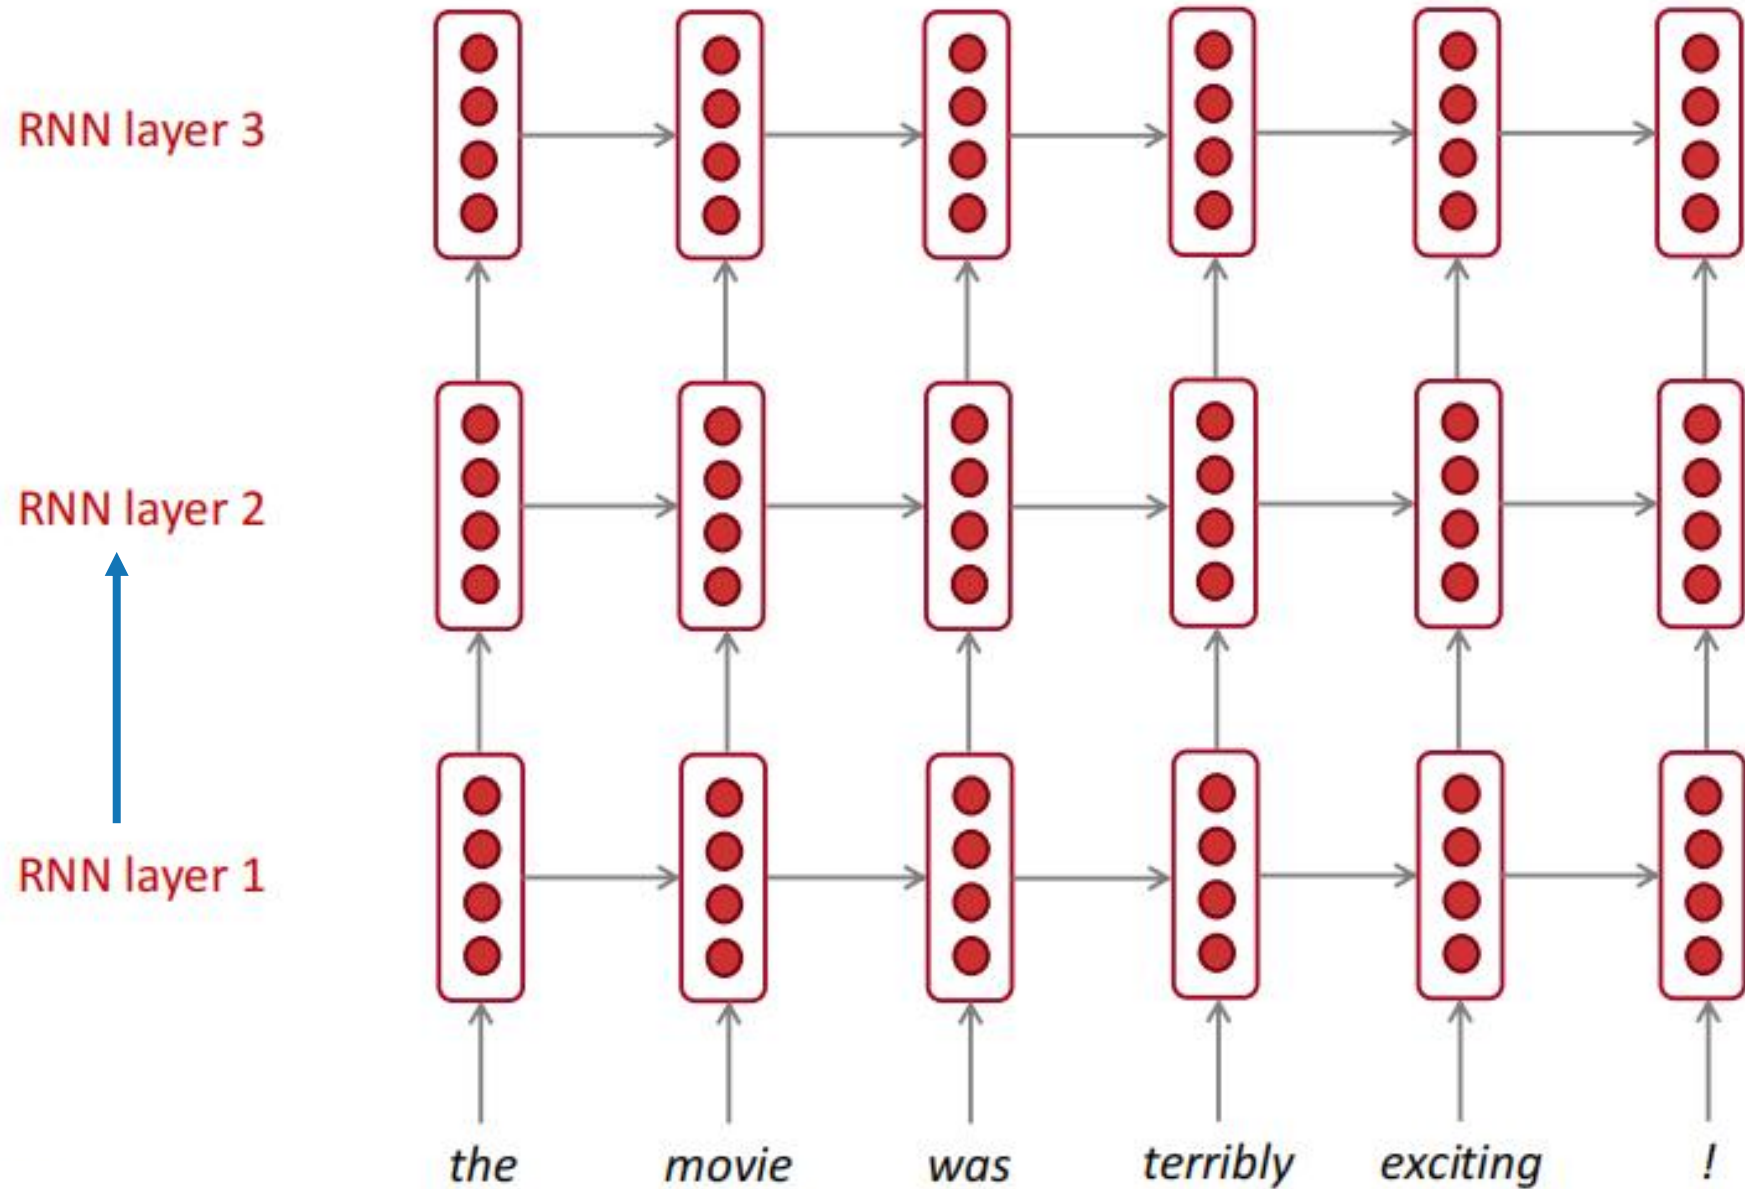 RNN layer 3
RNN layer 2
RNN layer 1
the movie was terribly exciting !